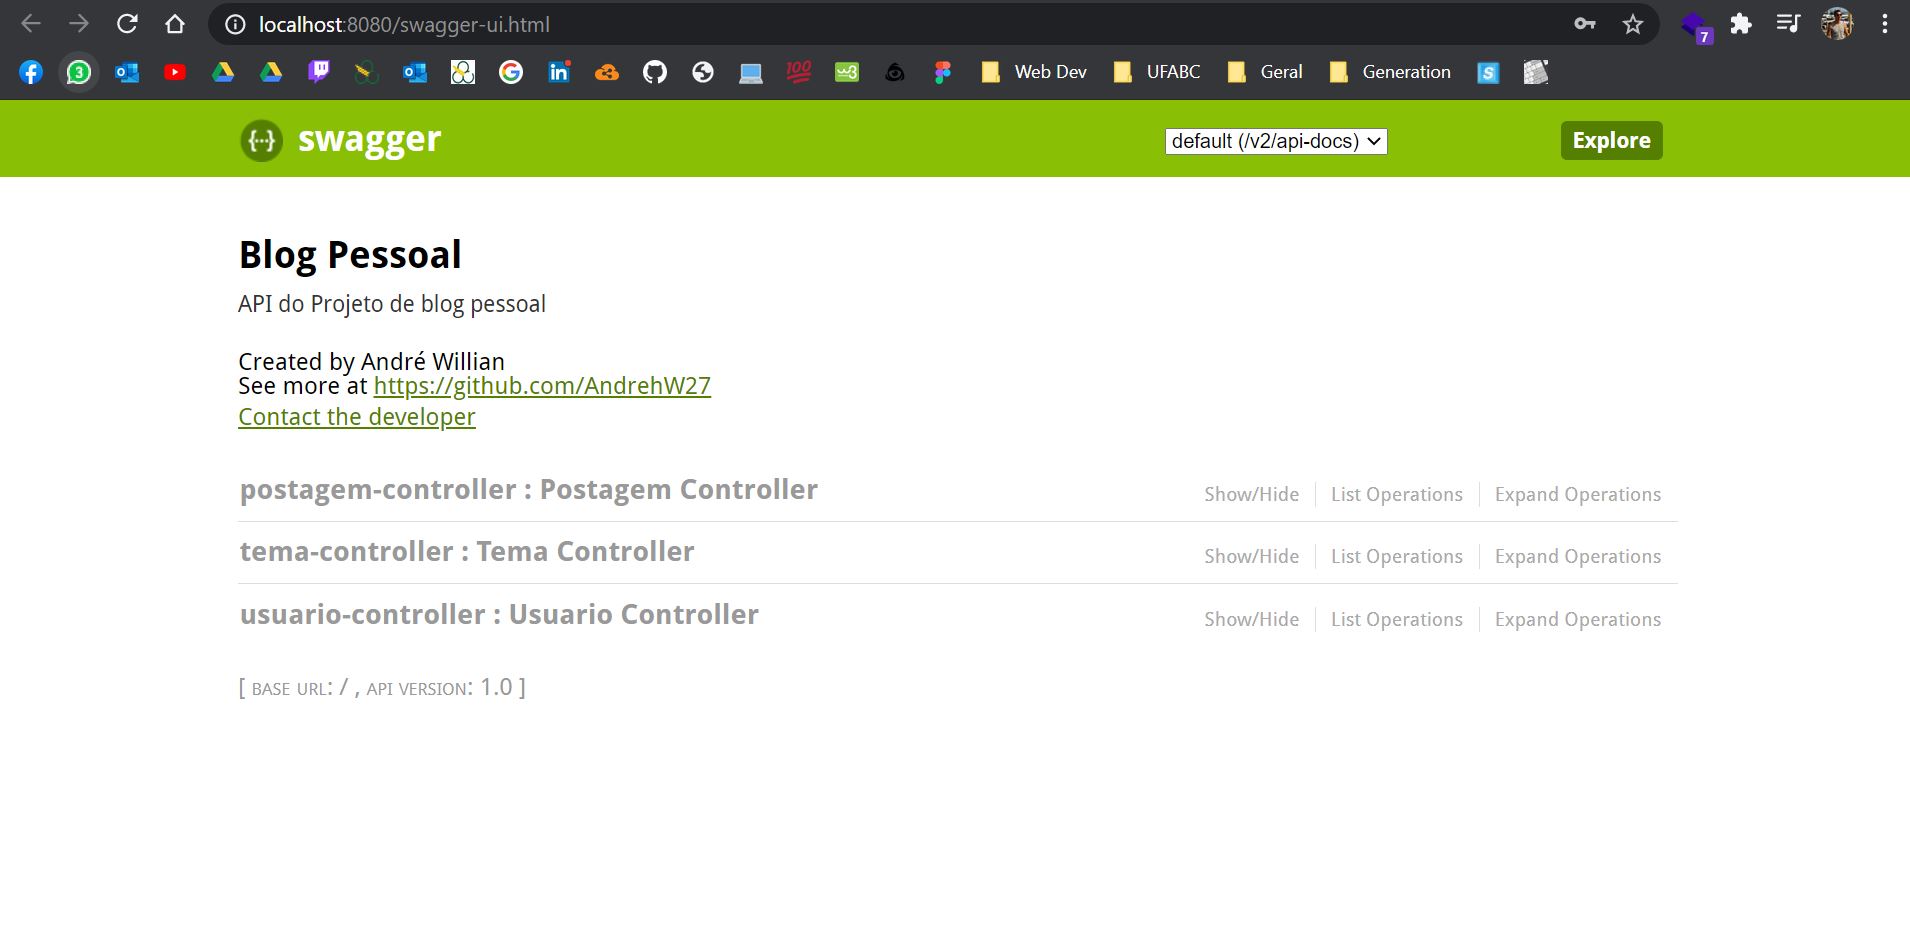 localhost:8080/swagger-ui.html
7
3
100
w3
Web Dev
UFABC
Geral
Generation
S
{···} swagger
default (/v2/api-docs)
Explore
Blog Pessoal
API do Projeto de blog pessoal
Created by André Willian
See more at https://github.com/AndrehW27
Contact the developer
postagem-controller : Postagem Controller Show/Hide List Operations Expand Operations
tema-controller : Tema Controller Show/Hide List Operations Expand Operations
usuario-controller : Usuario Controller Show/Hide List Operations Expand Operations
[ BASE URL: / , API VERSION: 1.0 ]